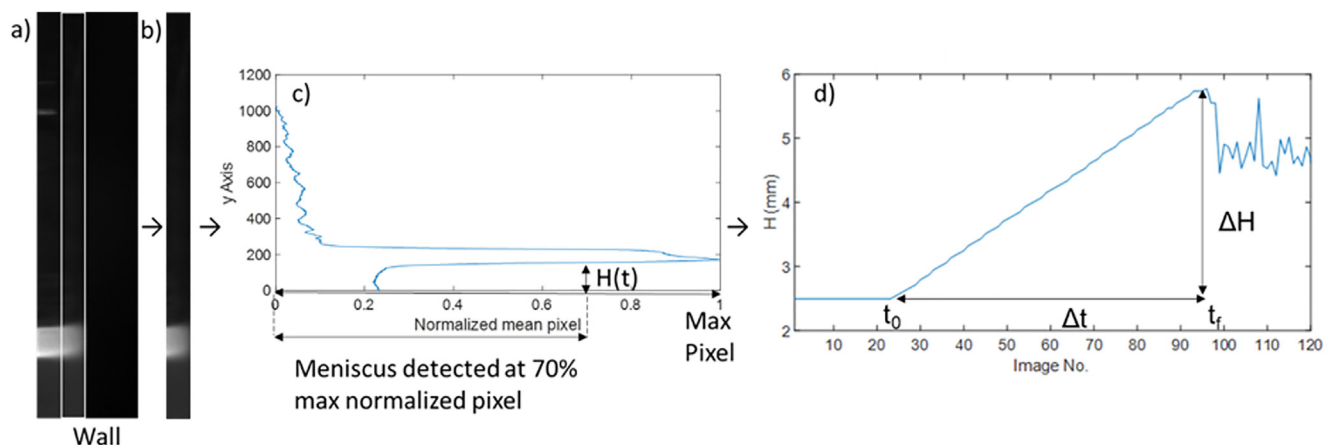 a)
b)
Wall
c)
1200
1000
800
600
400
200
0
y Axis
0
0.2
0.4
0.6
0.8
1
Normalized mean pixel
H(t)
Max
Pixel
Meniscus detected at 70%
max normalized pixel
d)
6
5
4
3
2
H (mm)
ΔH
t0
Δt
tf
10
20
30
40
50
60
70
80
90
100
110
120
Image No.